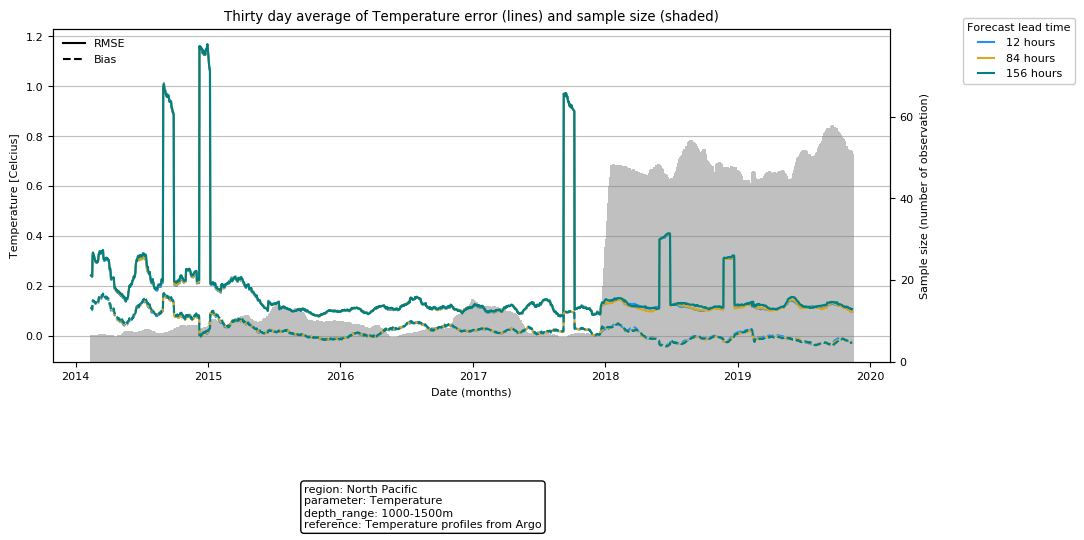 Thirty day average of Temperature error (lines) and sample size (shaded)
Forecast lead time
12 hours
84 hours
156 hours
RMSE
Bias
1.2
1.0
0.8
0.6
0.4
0.2
0.0
Temperature [Celcius]
60
40
20
0
Sample size (number of observation)
2014
2015
2016
2017
2018
2019
2020
Date (months)
region: North Pacific
parameter: Temperature
depth_range: 1000-1500m
reference: Temperature profiles from Argo